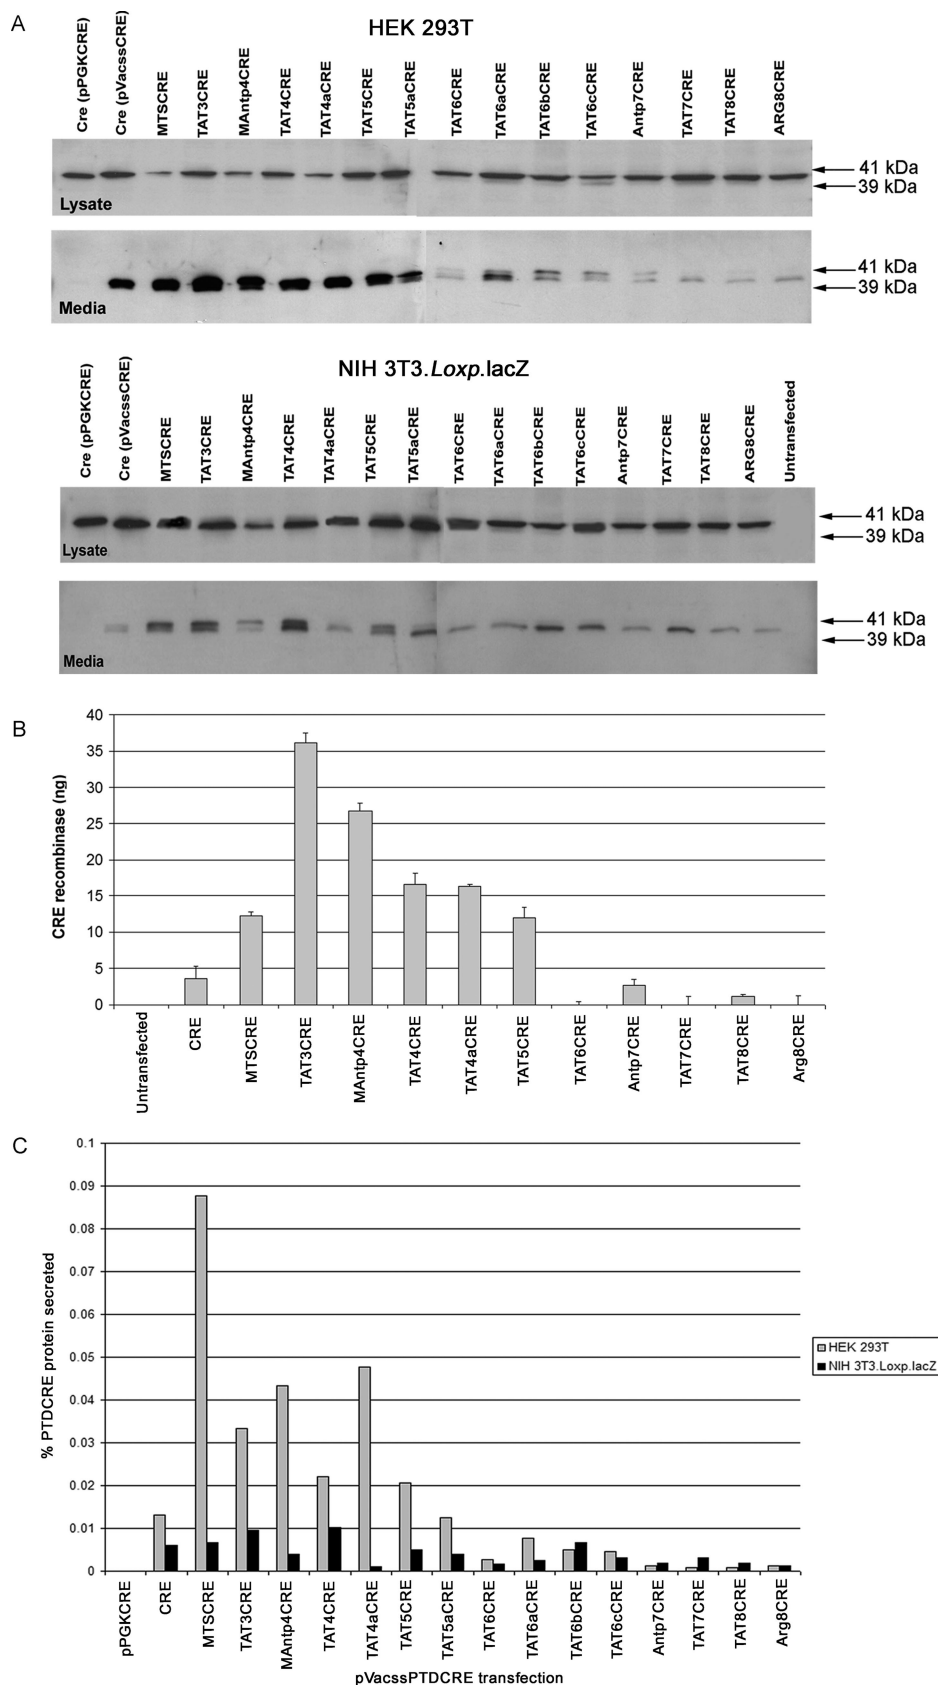 A
HEK 293T
Cre (pPGKCRE)
Cre (pVacssCRE)
MTSCRE
TAT3CRE
MAntp4CRE
TAT4CRE
TAT4aCRE
TAT5CRE
TAT5aCRE
TAT6CRE
TAT6aCRE
TAT6bCRE
TAT6cCRE
Antp7CRE
TAT7CRE
TAT8CRE
ARG8CRE
41 kDa
39 kDa
Lysate
41 kDa
39 kDa
Media
NIH 3T3.Loxp.lacZ
Cre (pPGKCRE)
Cre (pVacssCRE)
MTSCRE
TAT3CRE
MAntp4CRE
TAT4CRE
TAT4aCRE
TAT5CRE
TAT5aCRE
TAT6CRE
TAT6aCRE
TAT6bCRE
TAT6cCRE
Antp7CRE
TAT7CRE
TAT8CRE
ARG8CRE
Untransfected
41 kDa
39 kDa
Lysate
41 kDa
39 kDa
Media
B
CRE recombinase (ng)
40
35
30
25
20
15
10
5
0
Untransfected
CRE
MTSCRE
TAT3CRE
MAntp4CRE
TAT4CRE
TAT4aCRE
TAT5CRE
TAT6CRE
Antp7CRE
TAT7CRE
TAT8CRE
Arg8CRE
C
% PTDCRE protein secreted
0.1
0.09
0.08
0.07
0.06
0.05
0.04
0.03
0.02
0.01
0
HEK 293T
NIH 3T3.Loxp.lacZ
pPGKCRE
CRE
MTSCRE
TAT3CRE
MAntp4CRE
TAT4CRE
TAT4aCRE
TAT5CRE
TAT5aCRE
TAT6CRE
TAT6aCRE
TAT6bCRE
TAT6cCRE
Antp7CRE
TAT7CRE
TAT8CRE
Arg8CRE
pVacssPTDCRE transfection